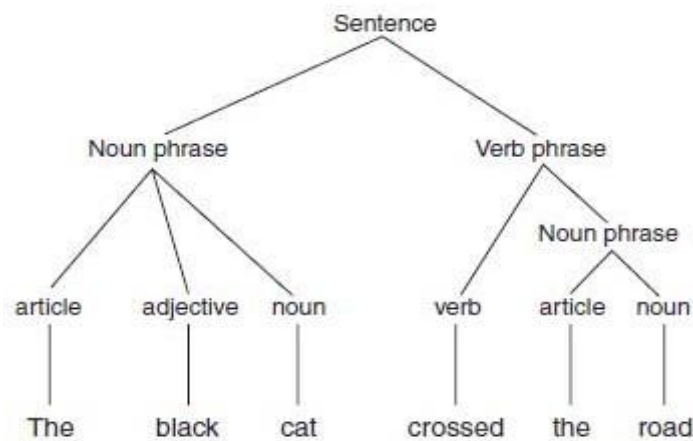 Sentence
Noun phrase Verb phrase
Noun phrase
article adjective noun verb article noun
The black cat crossed the road